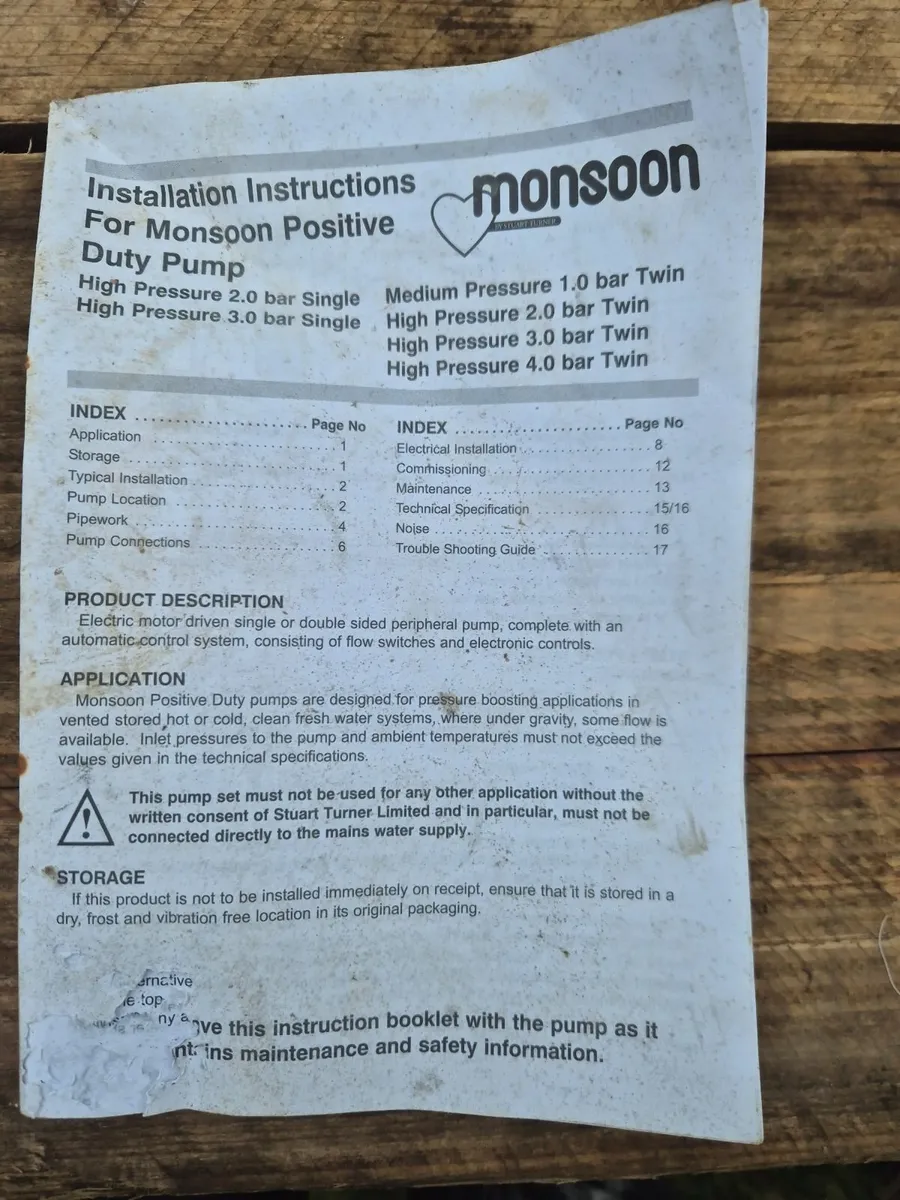 Installation Instructions
For Monsoon Positive
Duty Pump
High Pressure 2.0 bar Single
High Pressure 3.0 bar Single
monsoon
BY STUART TURNER
Medium Pressure 1.0 bar Twin
High Pressure 2.0 bar Twin
High Pressure 3.0 bar Twin
High Pressure 4.0 bar Twin
INDEX ........................ Page No
Application ........................ 1
Storage ........................ 1
Typical Installation ........................ 2
Pump Location ........................ 2
Pipework ........................ 4
Pump Connections ........................ 6
INDEX ........................ Page No
Electrical Installation ........................ 8
Commissioning ........................ 12
Maintenance ........................ 13
Technical Specification ........................ 15/16
Noise ........................ 16
Trouble Shooting Guide ........................ 17
PRODUCT DESCRIPTION
Electric motor driven single or double sided peripheral pump, complete with an
automatic control system, consisting of flow switches and electronic controls.
APPLICATION
Monsoon Positive Duty pumps are designed for pressure boosting applications in
vented stored hot or cold, clean fresh water systems, where under gravity, some flow is
available. Inlet pressures to the pump and ambient temperatures must not exceed the
values given in the technical specifications.
This pump set must not be used for any other application without the
written consent of Stuart Turner Limited and in particular, must not be
connected directly to the mains water supply.
STORAGE
If this product is not to be installed immediately on receipt, ensure that it is stored in a
dry, frost and vibration free location in its original packaging.
ernative
e top
ny a
ve this instruction booklet with the pump as it
ntains maintenance and safety information.